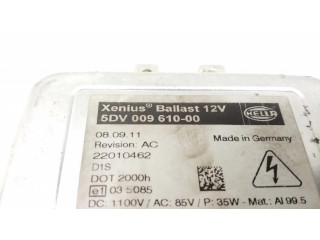 Xenius® Ballast 12V
5DV 009 610-00
HELLA
08.09.11
Made in Germany
Revision: AC
22010462
D1S
DOT 2000h
e1 03 5085
DC: 1100V / AC: 85V / P: 35W - Mat.: Al 99.5